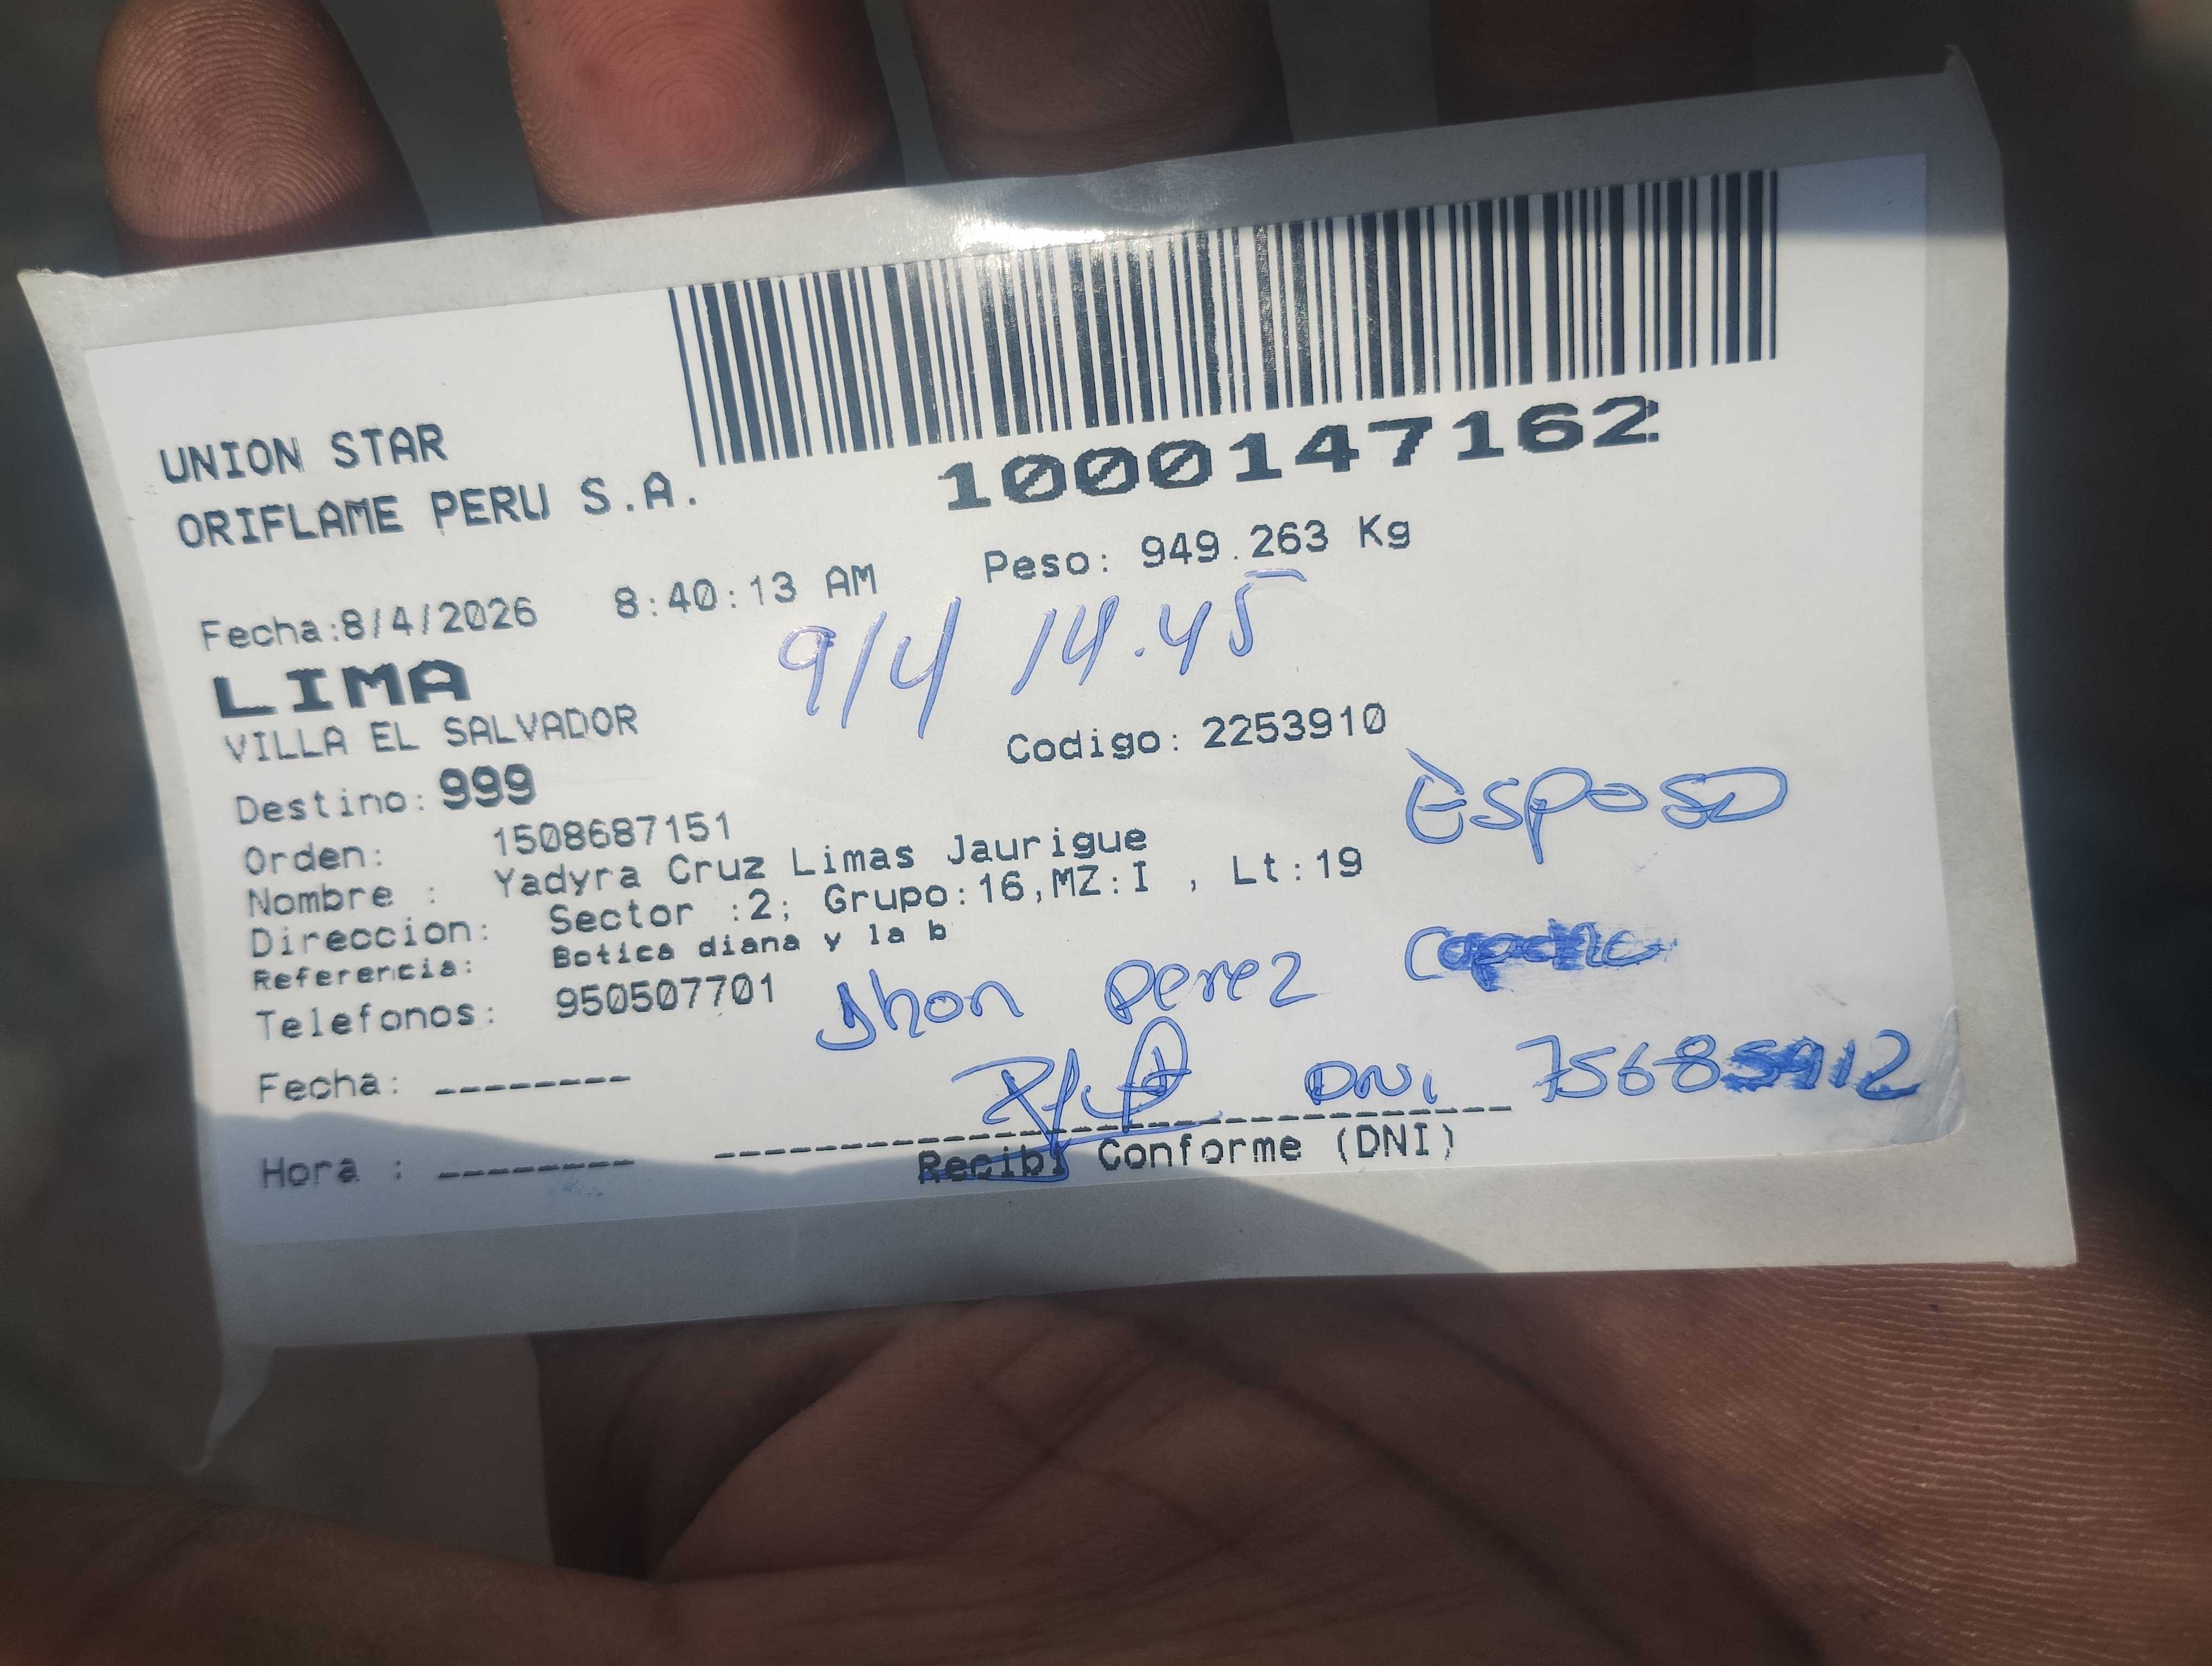 UNION STAR
ORIFLAME PERU S.A.
1000147162
Fecha:8/4/2026 8:40:13 AM Peso: 949.263 Kg
9/4 14.45
LIMA
VILLA EL SALVADOR
Codigo: 2253910
Destino: 999
Esposo
Orden: 1508687151
Nombre : Yadyra Cruz Limas Jaurigue
Direccion: Sector :2; Grupo:16,MZ:I , Lt:19
Referencia: Botica diana y la b
Telefonos: 950507701
Jhon perez
DNI 75685912
Fecha: --------
Hora : --------
Recibi Conforme (DNI)